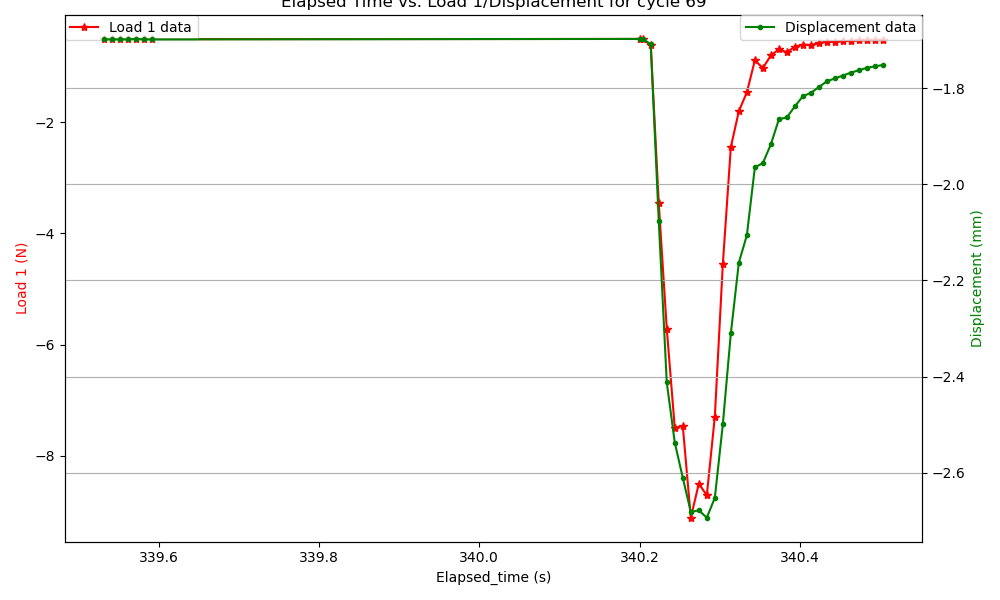 Elapsed Time vs. Load 1/Displacement for cycle 69
Load 1 data
Displacement data
−2
−4
−6
−8
Load 1 (N)
−1.8
−2.0
−2.2
−2.4
−2.6
Displacement (mm)
339.6
339.8
340.0
340.2
340.4
Elapsed_time (s)